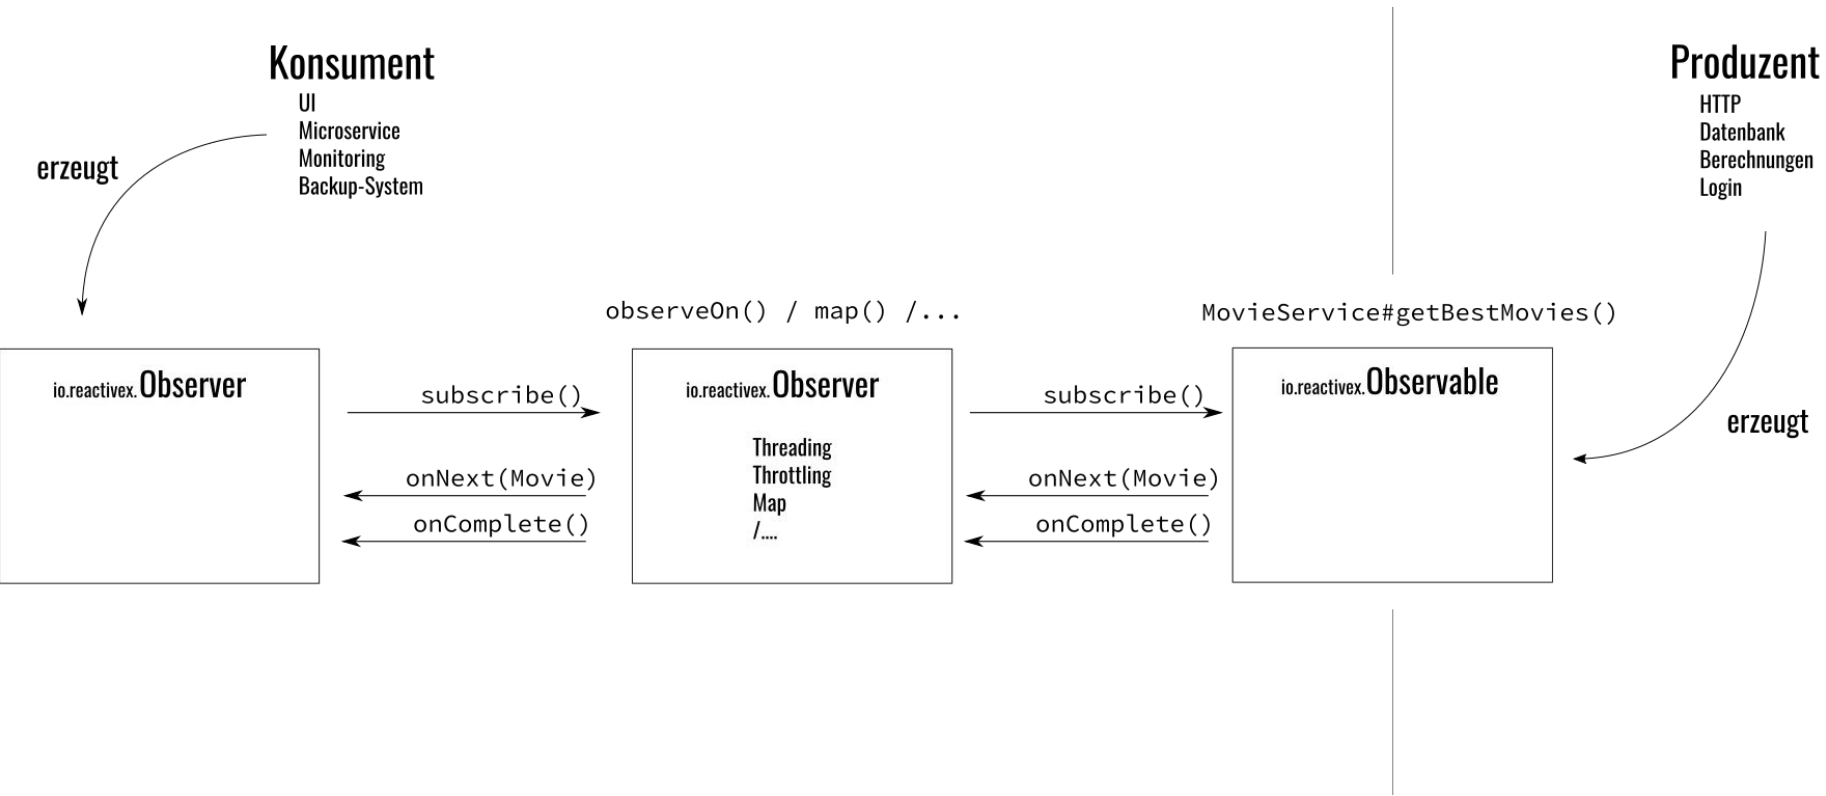 Konsument
UI
Microservice
Monitoring
Backup-System
erzeugt
Produzent
HTTP
Datenbank
Berechnungen
Login
erzeugt
observeOn() / map() /...
MovieService#getBestMovies()
io.reactivex.Observer
subscribe()
onNext(Movie)
onComplete()
io.reactivex.Observer
Threading
Throttling
Map
/....
subscribe()
onNext(Movie)
onComplete()
io.reactivex.Observable